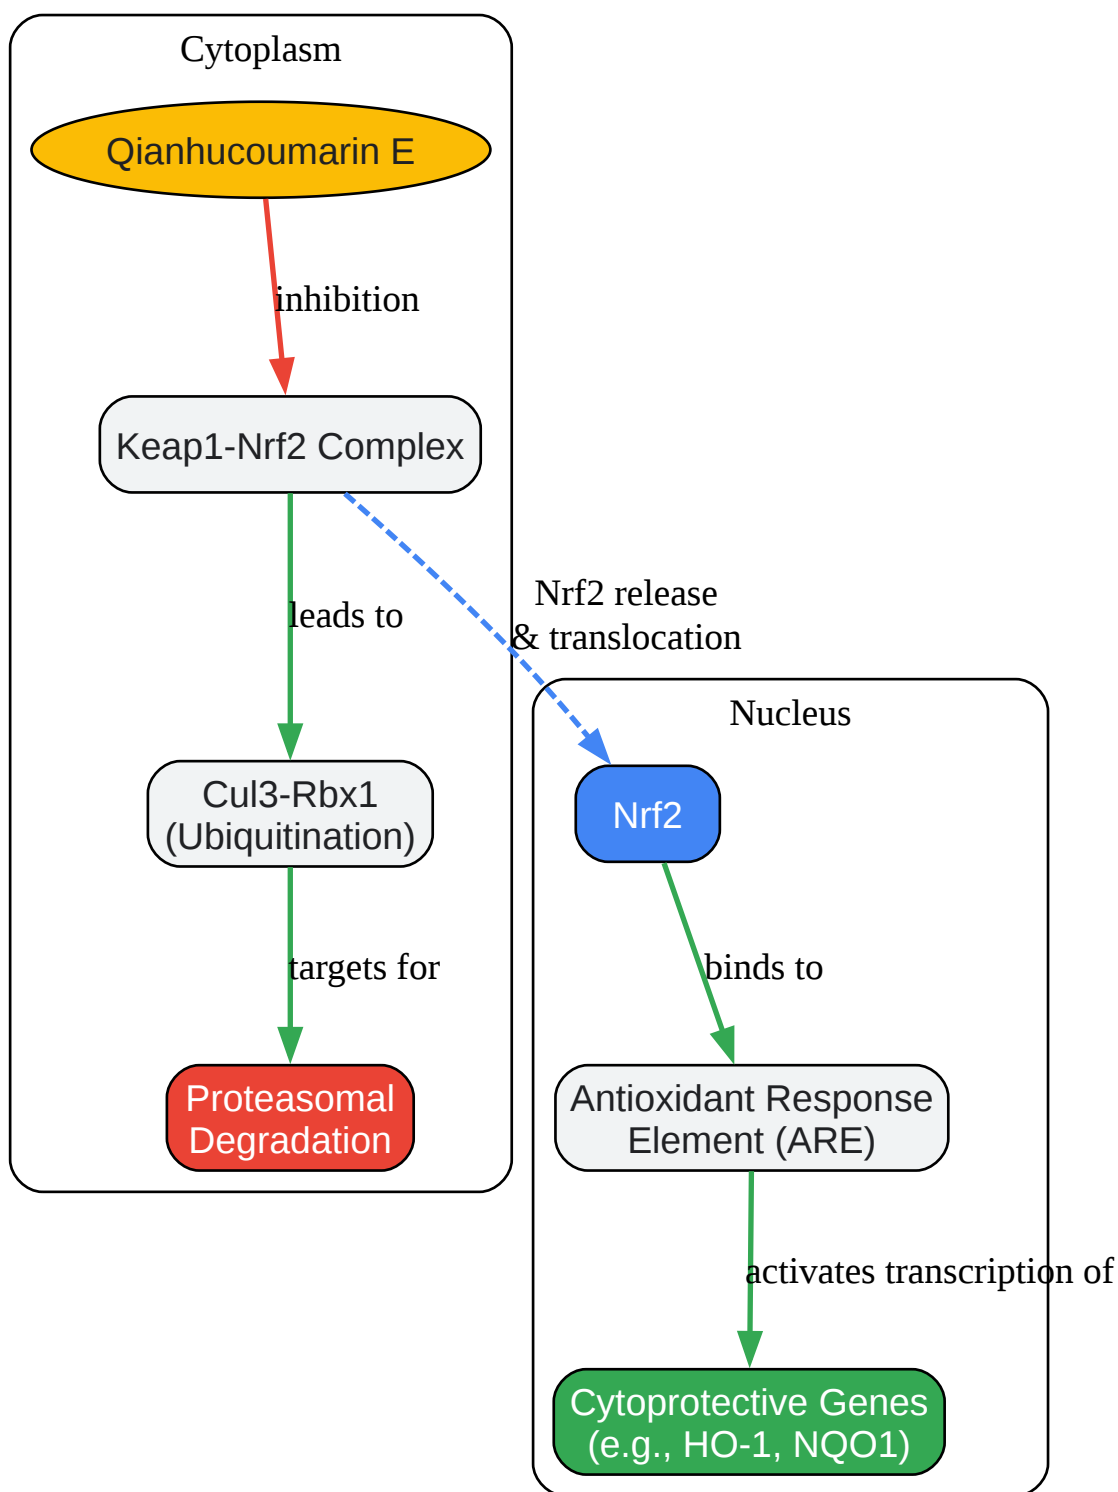 Cytoplasm
Qianhucoumarin E
inhibition
Keap1-Nrf2 Complex
leads to
Nrf2 release
& translocation
Nucleus
Cul3-Rbx1
(Ubiquitination)
Nrf2
targets for
binds to
Proteasomal
Degradation
Antioxidant Response
Element (ARE)
activates transcription of
Cytoprotective Genes
(e.g., HO-1, NQO1)